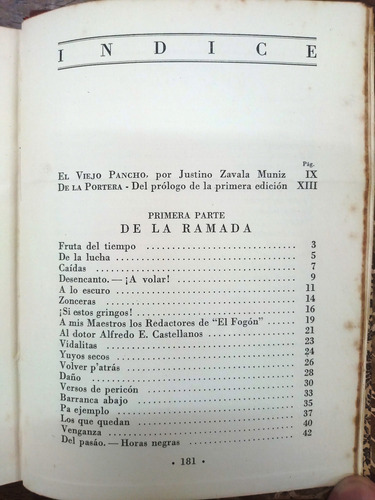 INDICE
Pág.
EL VIEJO PANCHO. por Justino Zavala Muniz IX
DE LA PORTERA - Del prólogo de la primera edición XIII
PRIMERA PARTE
DE LA RAMADA
Fruta del tiempo 3
De la lucha 5
Caídas 7
Desencanto. — ¡A volar! 9
A lo escuro 11
Zonceras 14
¡Si estos gringos! 16
A mis Maestros los Redactores de "El Fogón" 19
Al dotor Alfredo E. Castellanos 21
Vidalitas 23
Yuyos secos 24
Volver p'atrás 26
Daño 28
Versos de pericón 30
Barranca abajo 33
Pa ejemplo 35
Los que quedan 37
Venganza 40
Del pasáo. — Horas negras 42
· 181 ·